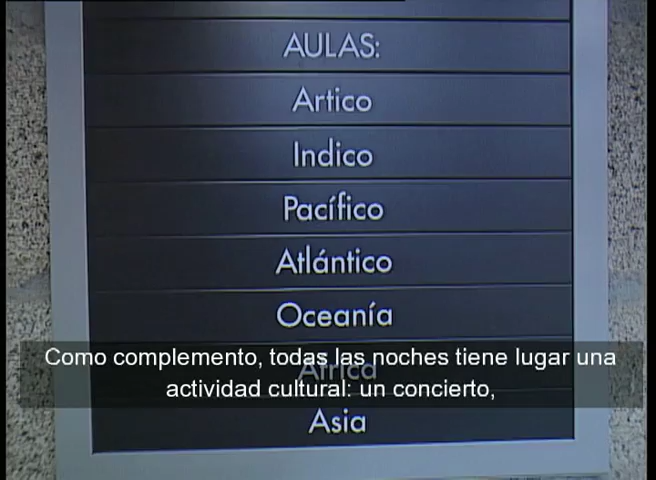 AULAS:
Artico
Indico
Pacífico
Atlántico
Oceanía
Africa
Como complemento, todas las noches tiene lugar una
actividad cultural: un concierto,
Asia